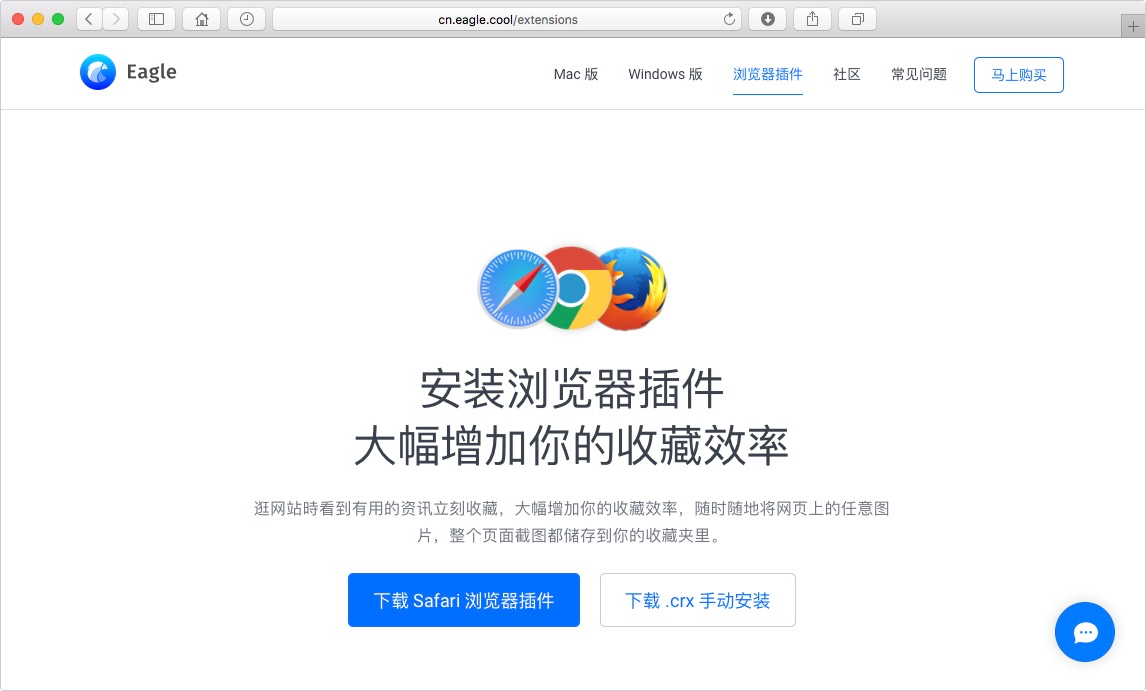 cn.eagle.cool/extensions
Eagle
Mac 版
Windows 版
浏览器插件
社区
常见问题
马上购买
安装浏览器插件
大幅增加你的收藏效率
逛网站時看到有用的资讯立刻收藏，大幅增加你的收藏效率，随时随地将网页上的任意图
片，整个页面截图都储存到你的收藏夹里。
下载 Safari 浏览器插件
下载 .crx 手动安装